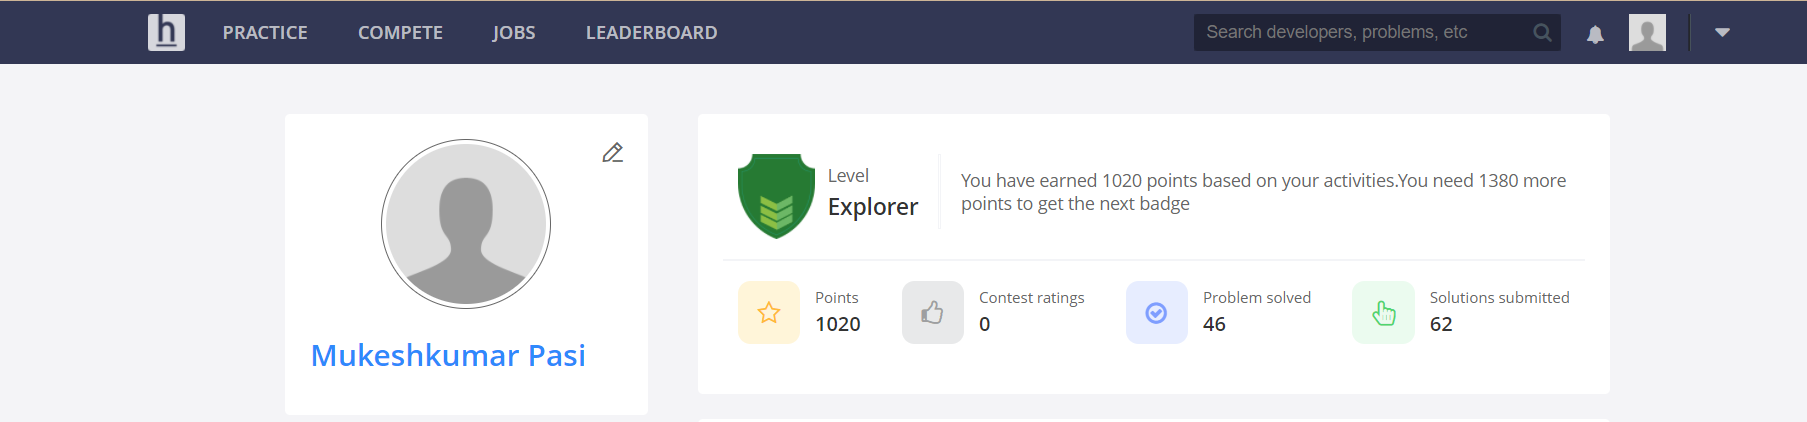 h PRACTICE COMPETE JOBS LEADERBOARD Search developers, problems, etc
Mukeshkumar Pasi
Level
Explorer
You have earned 1020 points based on your activities.You need 1380 more
points to get the next badge
Points
1020
Contest ratings
0
Problem solved
46
Solutions submitted
62